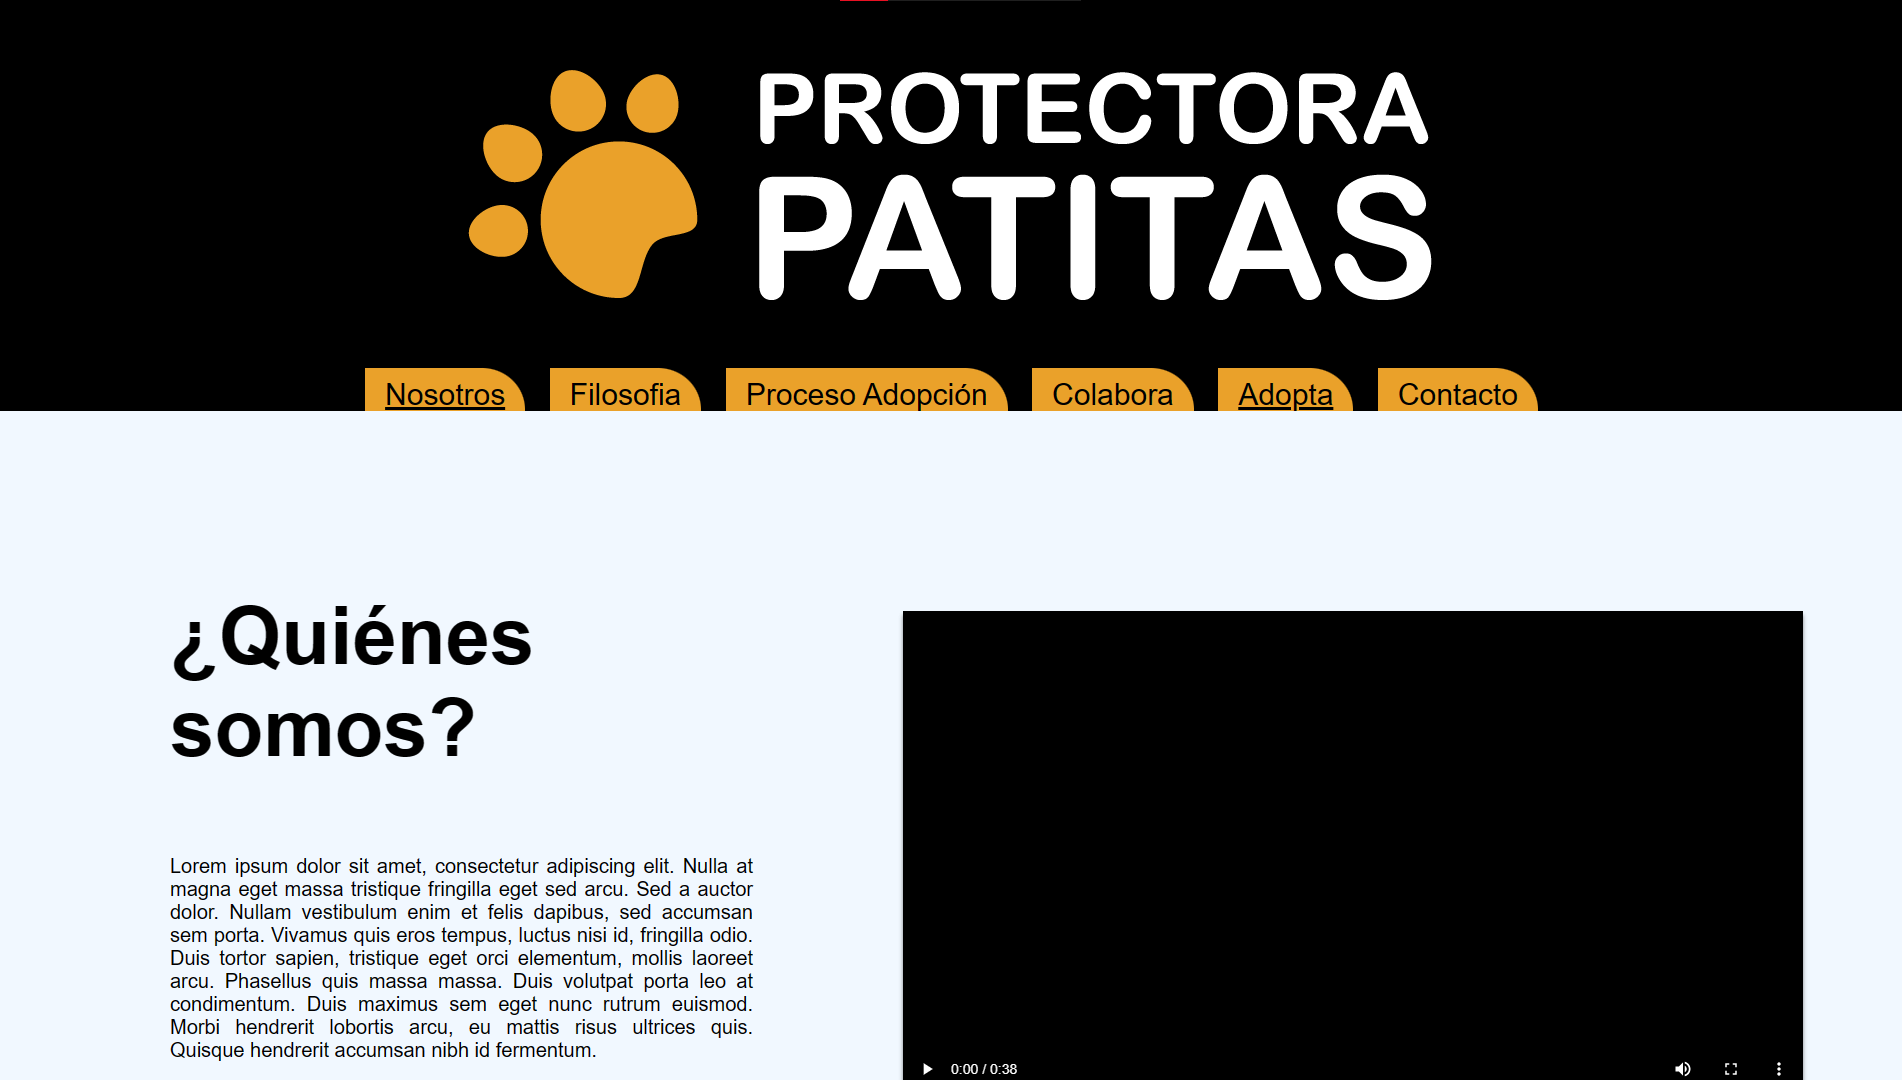 PROTECTORA
PATITAS
Nosotros Filosofia Proceso Adopción Colabora Adopta Contacto
¿Quiénes
somos?
Lorem ipsum dolor sit amet, consectetur adipiscing elit. Nulla at
magna eget massa tristique fringilla eget sed arcu. Sed a auctor
dolor. Nullam vestibulum enim et felis dapibus, sed accumsan
sem porta. Vivamus quis eros tempus, luctus nisi id, fringilla odio.
Duis tortor sapien, tristique eget orci elementum, mollis laoreet
arcu. Phasellus quis massa massa. Duis volutpat porta leo at
condimentum. Duis maximus sem eget nunc rutrum euismod.
Morbi hendrerit lobortis arcu, eu mattis risus ultrices quis.
Quisque hendrerit accumsan nibh id fermentum.
0:00 / 0:38